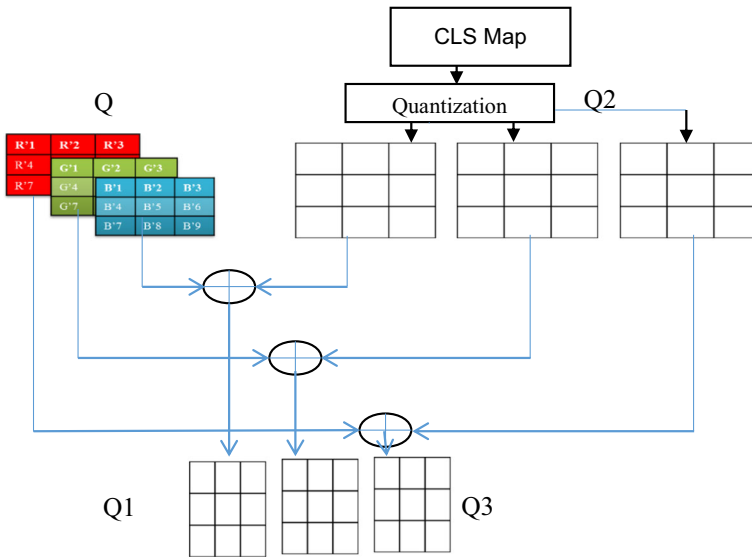 CLS Map
Quantization
Q
Q2
R'1 R'2 R'3
R'4
R'7
G'1 G'2 G'3
G'4
G'7
B'1 B'2 B'3
B'4 B'5 B'6
B'7 B'8 B'9
Q1
Q3